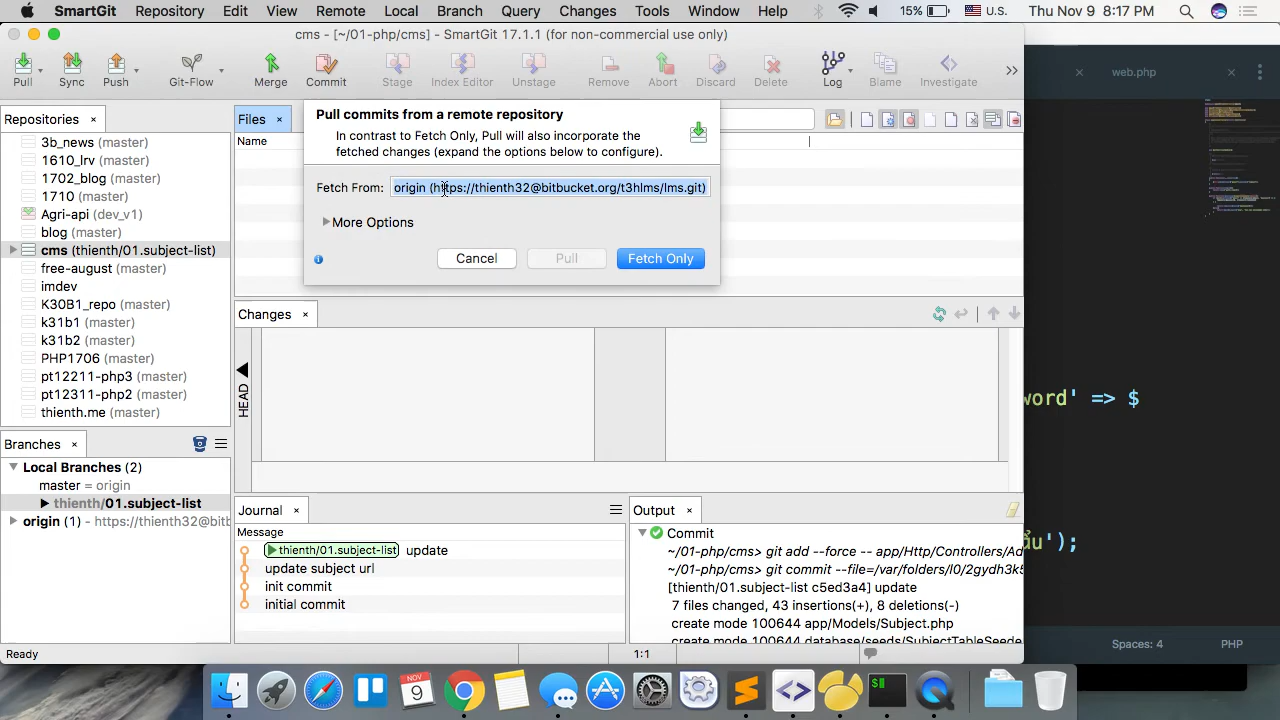 SmartGit Repository Edit View Remote Local Branch Query Changes Tools Window Help 15% U.S. Thu Nov 9 8:17 PM
cms - [~/01-php/cms] - SmartGit 17.1.1 (for non-commercial use only)
Pull Sync Push Git-Flow Merge Commit Stage Index Editor Unstage Remove Abort Discard Delete Log Blame Investigate
web.php
Repositories
3b_news (master)
1610_lrv (master)
1702_blog (master)
1710 (master)
Agri-api (dev_v1)
blog (master)
cms (thienth/01.subject-list)
free-august (master)
imdev
K30B1_repo (master)
k31b1 (master)
k31b2 (master)
PHP1706 (master)
pt12211-php3 (master)
pt12311-php2 (master)
thienth.me (master)
Files
Name
Pull commits from a remote repository
In contrast to Fetch Only, Pull will also incorporate the
fetched changes (expand the options below to configure).
Fetch From: origin (https://thienth32@bitbucket.org/t3hlms/lms.git)
More Options
Cancel Pull Fetch Only
Changes
HEAD
word' => $
ẩu');
Branches
Local Branches (2)
master = origin
thienth/01.subject-list
origin (1) - https://thienth32@bitb
Journal
Message
thienth/01.subject-list update
update subject url
init commit
initial commit
Output
Commit
~/01-php/cms> git add --force -- app/Http/Controllers/Ad
~/01-php/cms> git commit --file=/var/folders/l0/2gydh3k5
[thienth/01.subject-list c5ed3a4] update
7 files changed, 43 insertions(+), 8 deletions(-)
create mode 100644 app/Models/Subject.php
create mode 100644 database/seeds/SubjectTableSeede
Ready
1:1
Spaces: 4 PHP
NOV
9